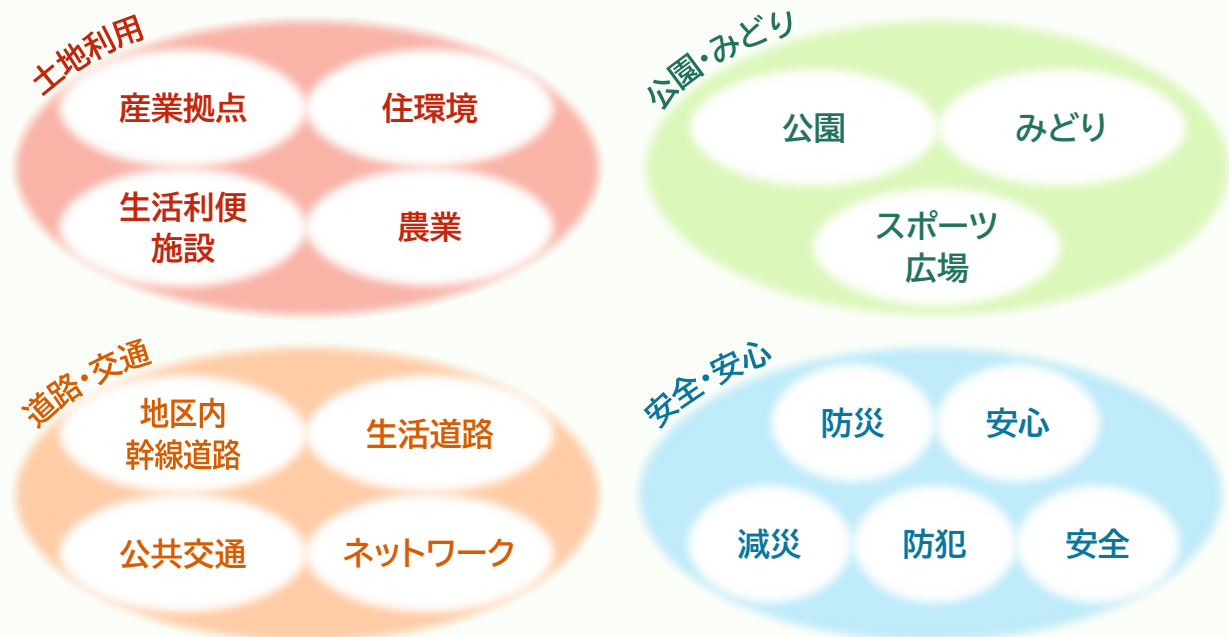 土地利用
産業拠点
住環境
生活利便
施設
農業
公園・みどり
公園
みどり
スポーツ
広場
道路・交通
地区内
幹線道路
生活道路
公共交通
ネットワーク
安全・安心
防災
安心
減災
防犯
安全